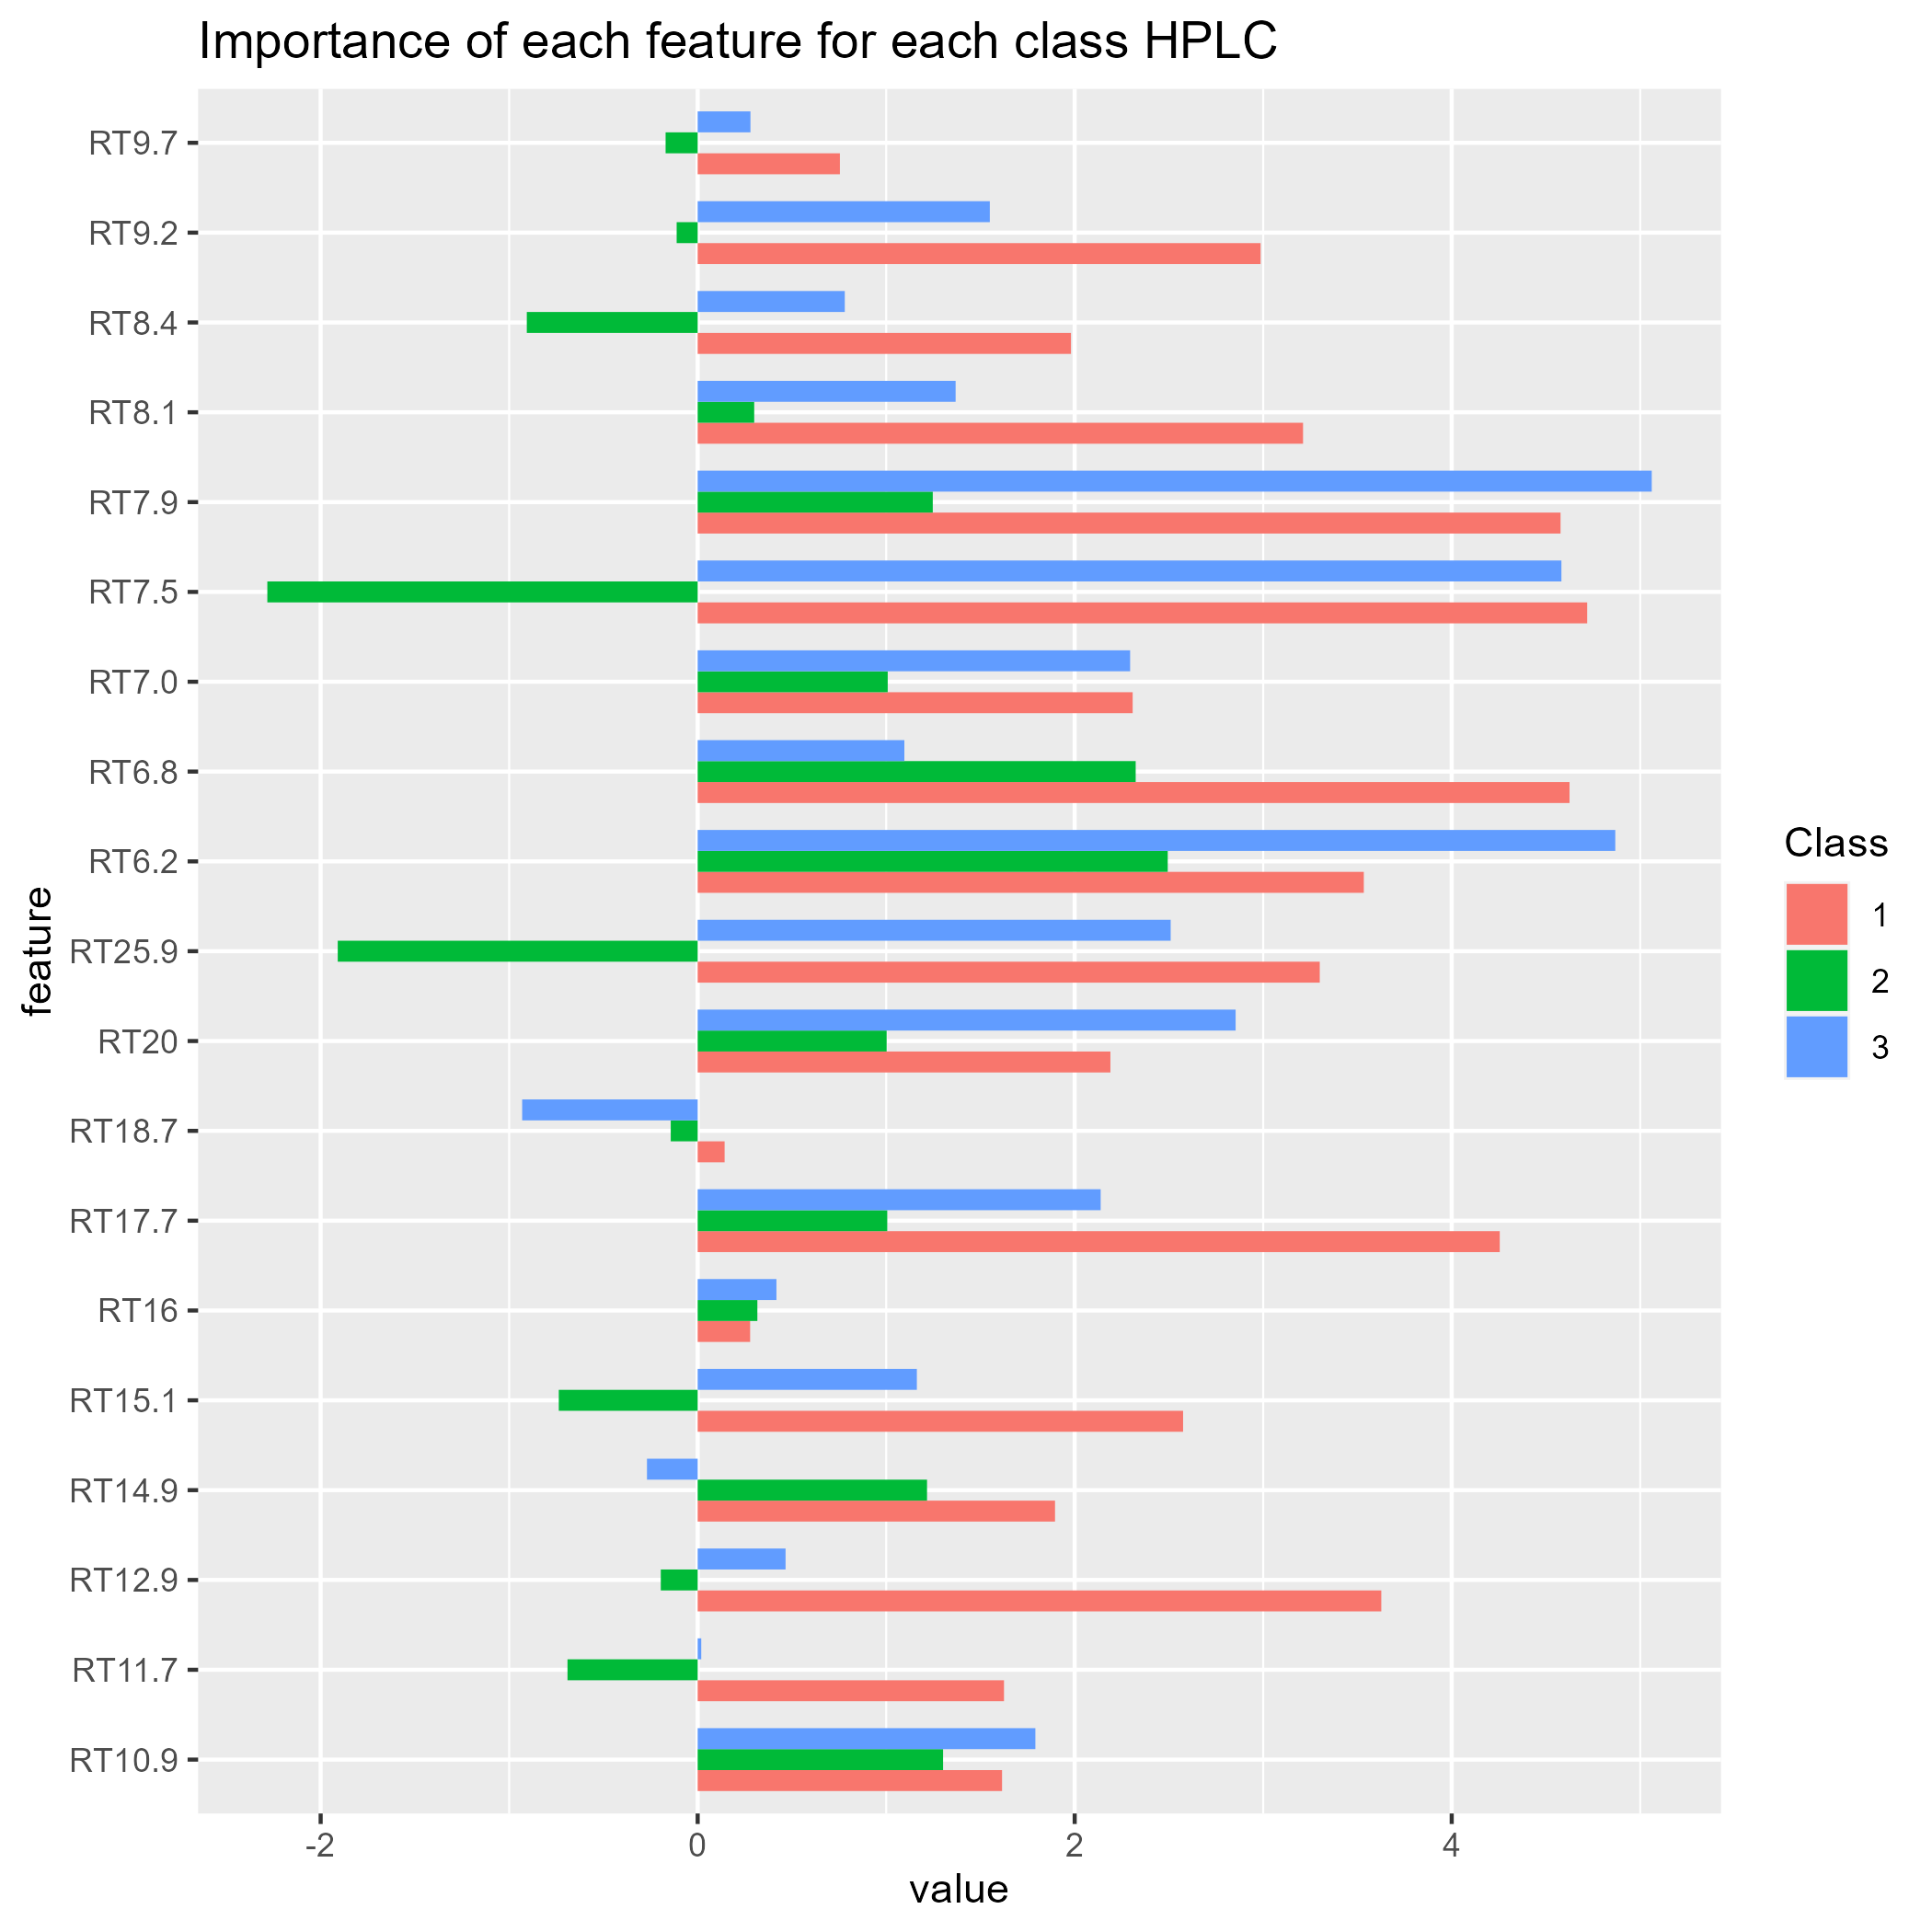 Importance of each feature for each class HPLC
RT9.7
RT9.2
RT8.4
RT8.1
RT7.9
RT7.5
RT7.0
RT6.8
RT6.2
RT25.9
RT20
RT18.7
RT17.7
RT16
RT15.1
RT14.9
RT12.9
RT11.7
RT10.9
feature
-2 0 2 4
value
Class
1
2
3